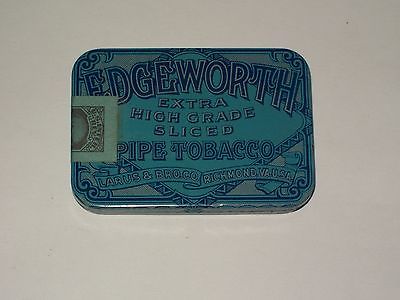 EDGEWORTH
EXTRA
HIGH GRADE
SLICED
PIPE TOBACCO
LARUS & BRO. CO. RICHMOND VA. U.S.A.